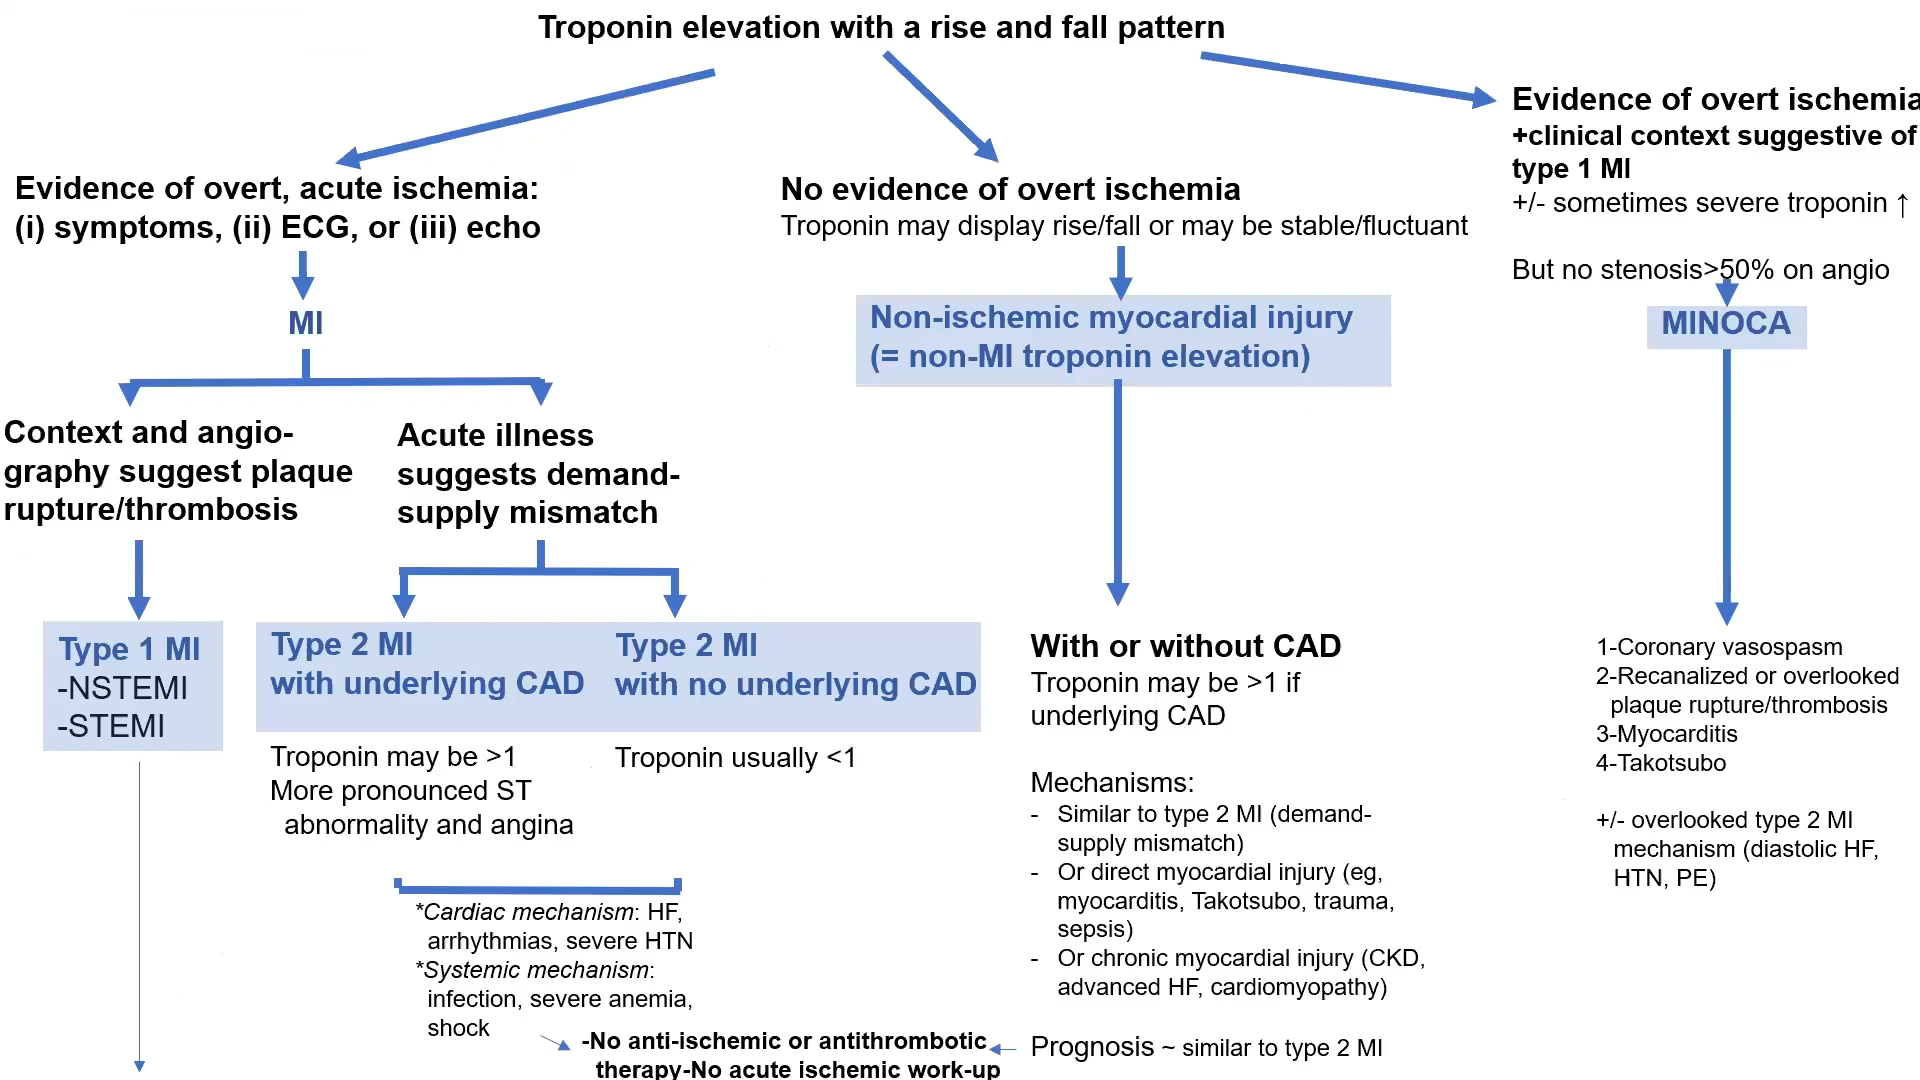 Troponin elevation with a rise and fall pattern
Evidence of overt, acute ischemia:
(i) symptoms, (ii) ECG, or (iii) echo
MI
Context and angio-
graphy suggest plaque
rupture/thrombosis
Acute illness
suggests demand-
supply mismatch
Type 1 MI
-NSTEMI
-STEMI
Type 2 MI
with underlying CAD
Type 2 MI
with no underlying CAD
Troponin may be >1
More pronounced ST
abnormality and angina
Troponin usually <1
*Cardiac mechanism: HF,
arrhythmias, severe HTN
*Systemic mechanism:
infection, severe anemia,
shock
-No anti-ischemic or antithrombotic
therapy-No acute ischemic work-up
No evidence of overt ischemia
Troponin may display rise/fall or may be stable/fluctuant
Non-ischemic myocardial injury
(= non-MI troponin elevation)
With or without CAD
Troponin may be >1 if
underlying CAD
Mechanisms:
- Similar to type 2 MI (demand-
supply mismatch)
- Or direct myocardial injury (eg,
myocarditis, Takotsubo, trauma,
sepsis)
- Or chronic myocardial injury (CKD,
advanced HF, cardiomyopathy)
Prognosis ~ similar to type 2 MI
Evidence of overt ischemia
+clinical context suggestive of
type 1 MI
+/- sometimes severe troponin ↑
But no stenosis>50% on angio
MINOCA
1-Coronary vasospasm
2-Recanalized or overlooked
plaque rupture/thrombosis
3-Myocarditis
4-Takotsubo
+/- overlooked type 2 MI
mechanism (diastolic HF,
HTN, PE)